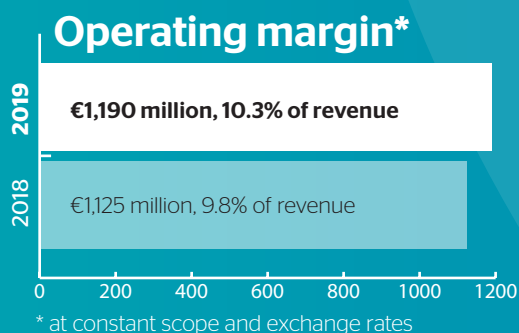 Operating margin*
2019
€1,190 million, 10.3% of revenue
2018
€1,125 million, 9.8% of revenue
0 200 400 600 800 1000 1200
* at constant scope and exchange rates